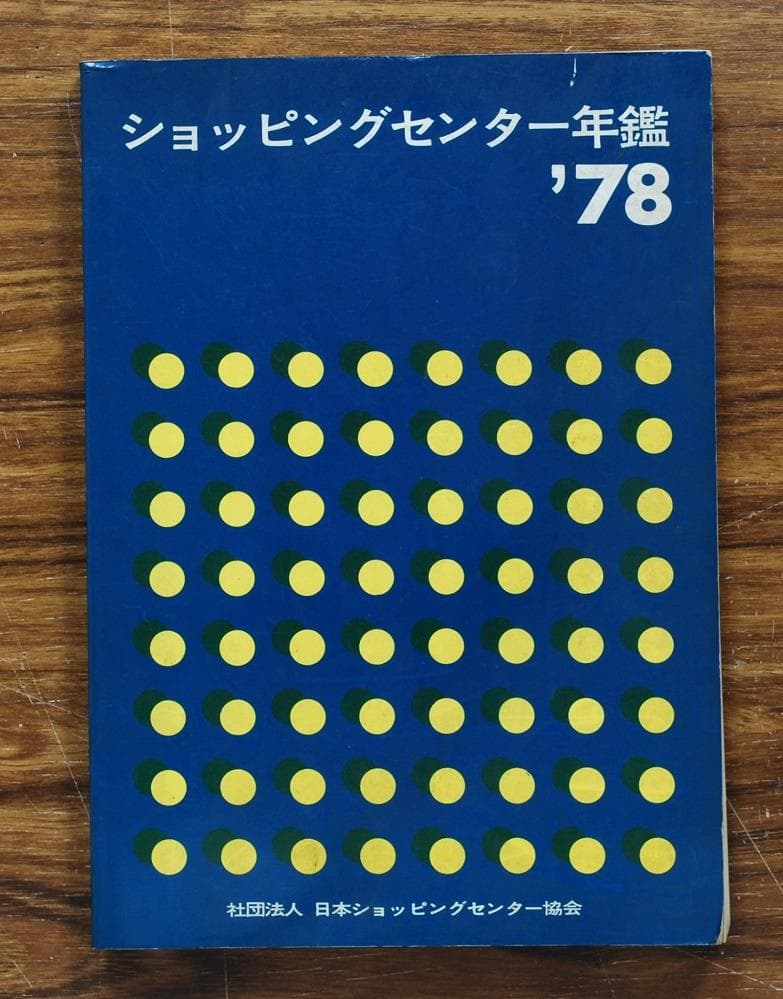 ショッピングセンター年鑑
’78
社団法人 日本ショッピングセンター協会